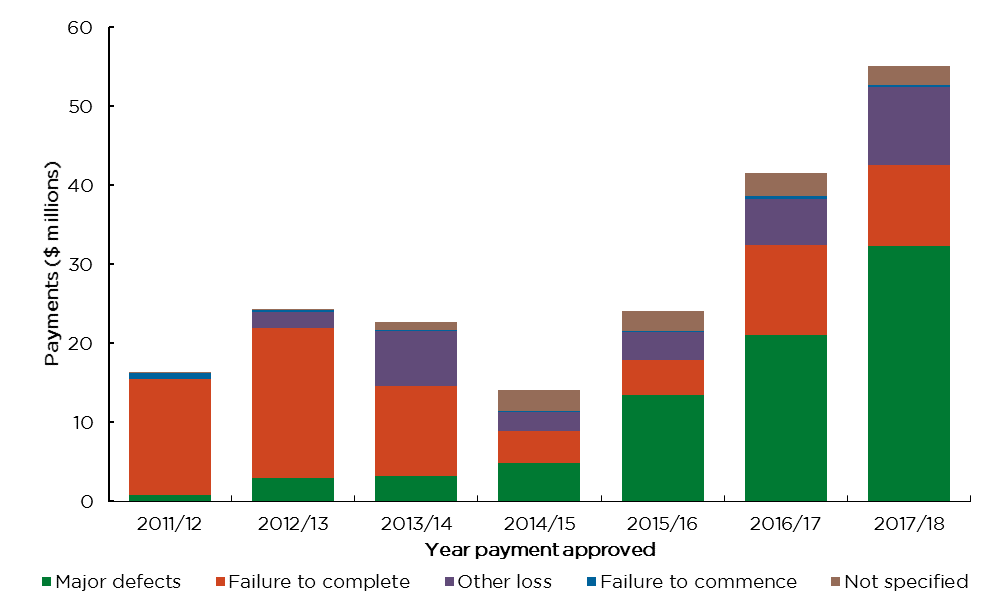 60
50
40
30
20
10
0
Payments ($ millions)
2011/12 2012/13 2013/14 2014/15 2015/16 2016/17 2017/18
Year payment approved
Major defects Failure to complete Other loss Failure to commence Not specified